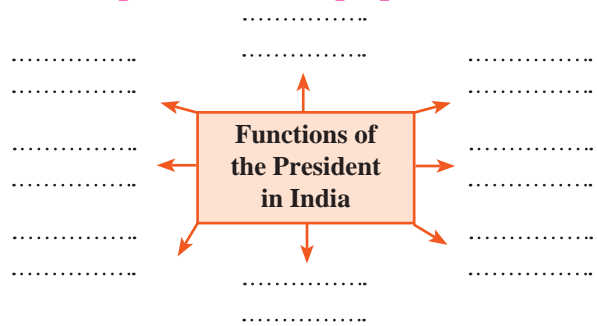 Functions of
the President
in India